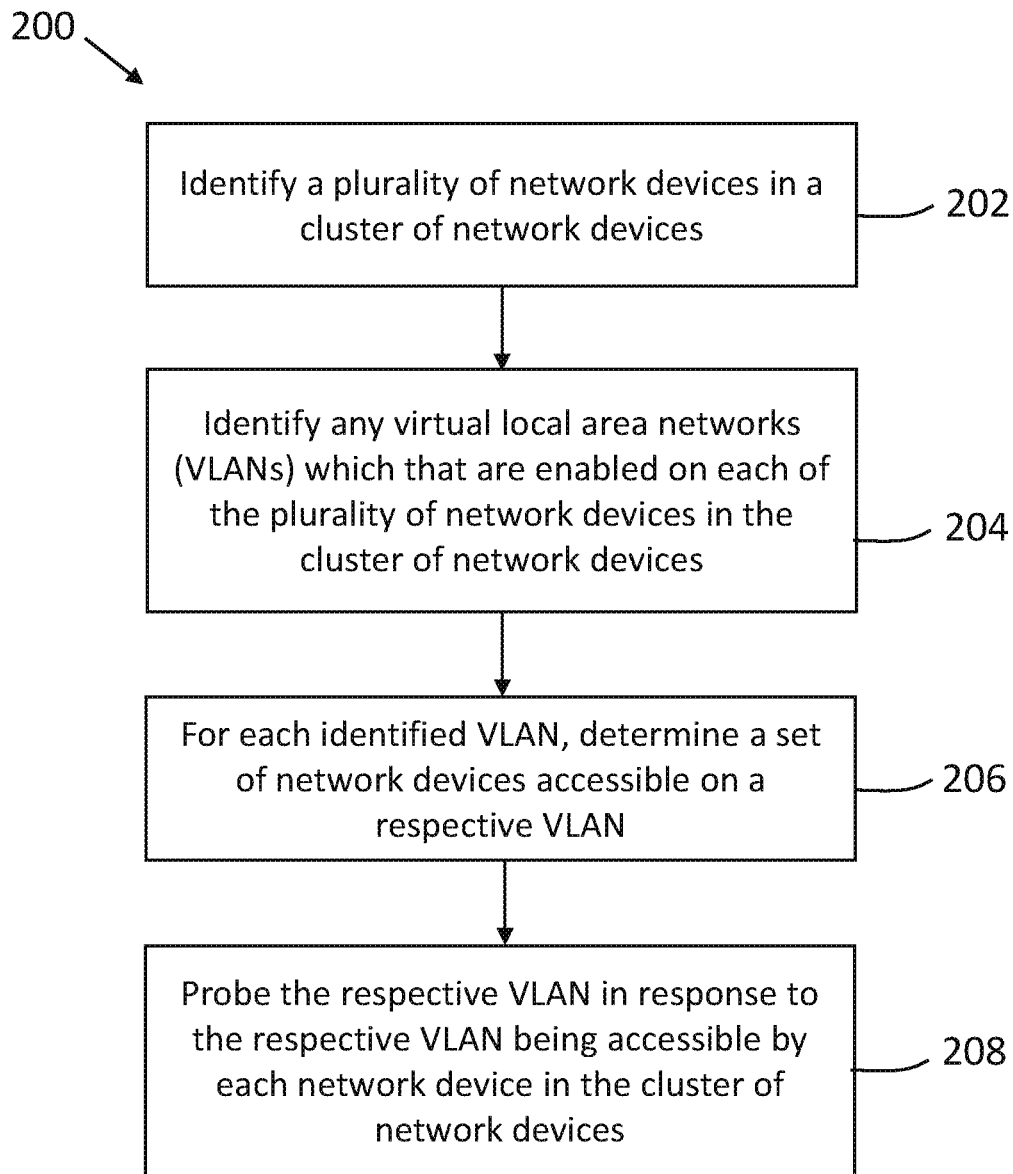 200
Identify a plurality of network devices in a
cluster of network devices
202
Identify any virtual local area networks
(VLANs) which that are enabled on each of
the plurality of network devices in the
cluster of network devices
204
For each identified VLAN, determine a set
of network devices accessible on a
respective VLAN
206
Probe the respective VLAN in response to
the respective VLAN being accessible by
each network device in the cluster of
network devices
208